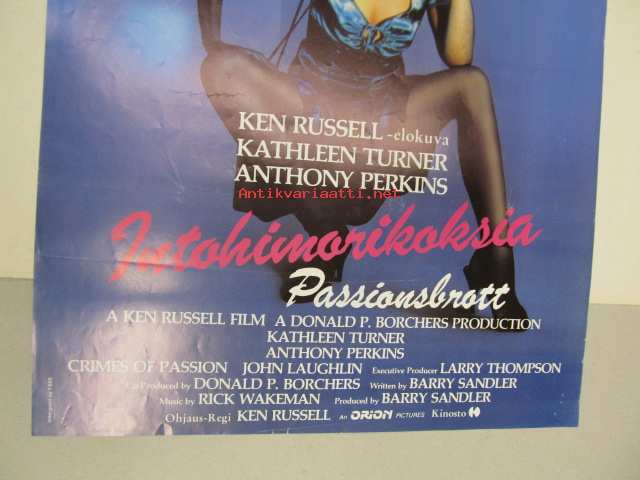 KEN RUSSELL -elokuva
KATHLEEN TURNER
ANTHONY PERKINS
Antikvariaatti.net
Intohimorikoksia
Passionsbrott
A KEN RUSSELL FILM A DONALD P. BORCHERS PRODUCTION
KATHLEEN TURNER
ANTHONY PERKINS
CRIMES OF PASSION JOHN LAUGHLIN Executive Producer LARRY THOMPSON
Co-Produced by DONALD P. BORCHERS Written by BARRY SANDLER
Music by RICK WAKEMAN Produced by BARRY SANDLER
Ohjaus-Regi KEN RUSSELL An ORION PICTURES Kinosto